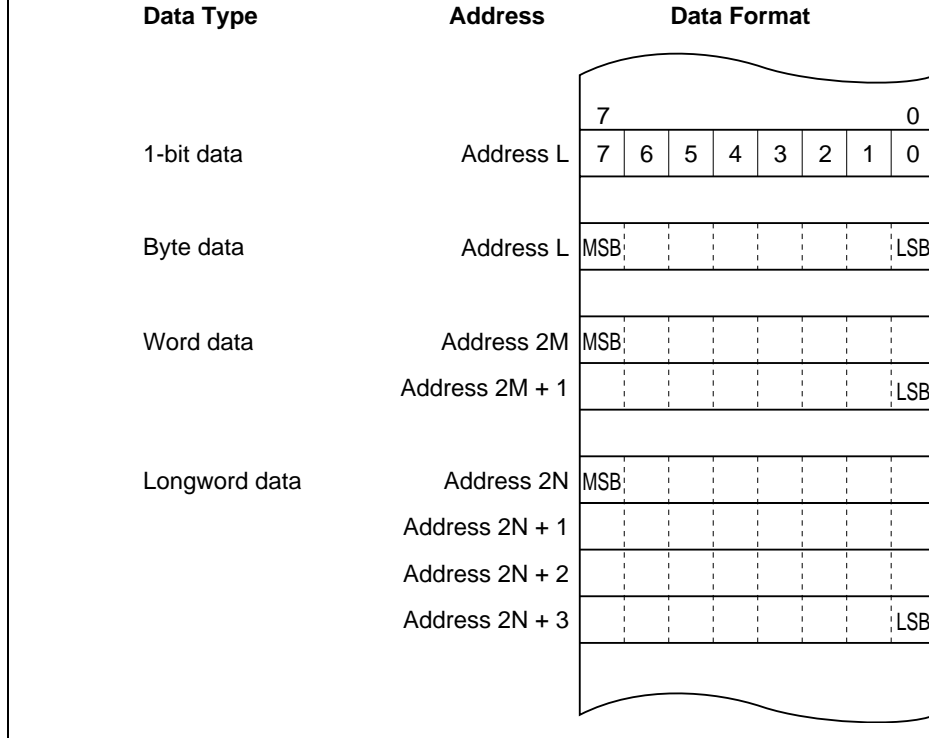 Data Type Address Data Format
7 0
1-bit data Address L 7 6 5 4 3 2 1 0
Byte data Address L MSB LSB
Word data Address 2M MSB
Address 2M + 1 LSB
Longword data Address 2N MSB
Address 2N + 1
Address 2N + 2
Address 2N + 3 LSB